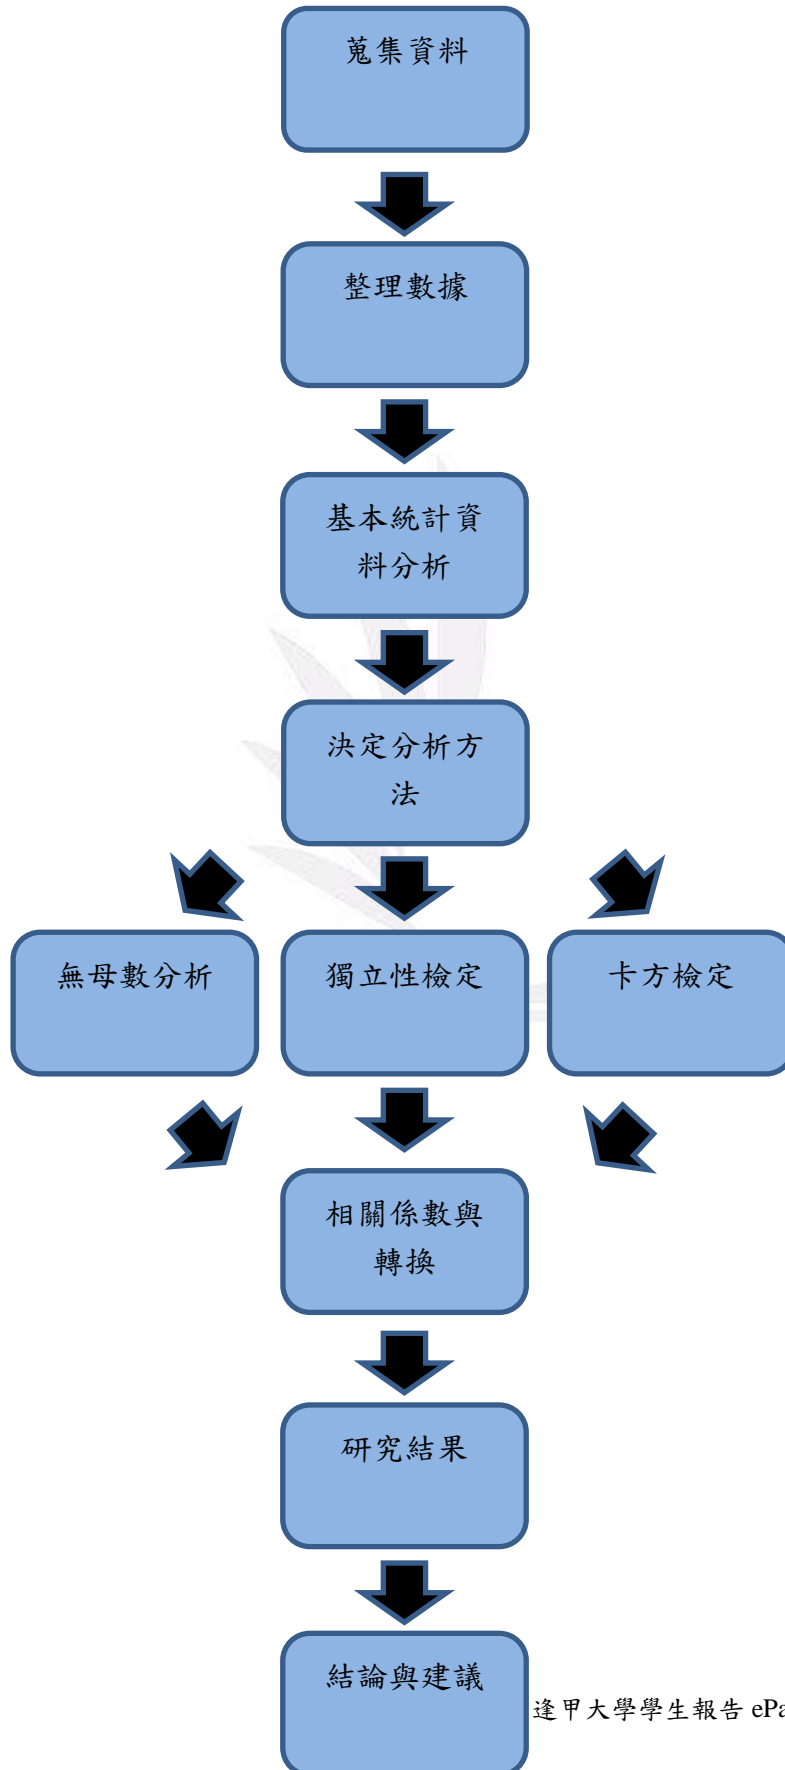 蒐集資料
整理數據
基本統計資
料分析
決定分析方
法
無母數分析
獨立性檢定
卡方檢定
相關係數與
轉換
研究結果
結論與建議
逢甲大學學生報告 ePa